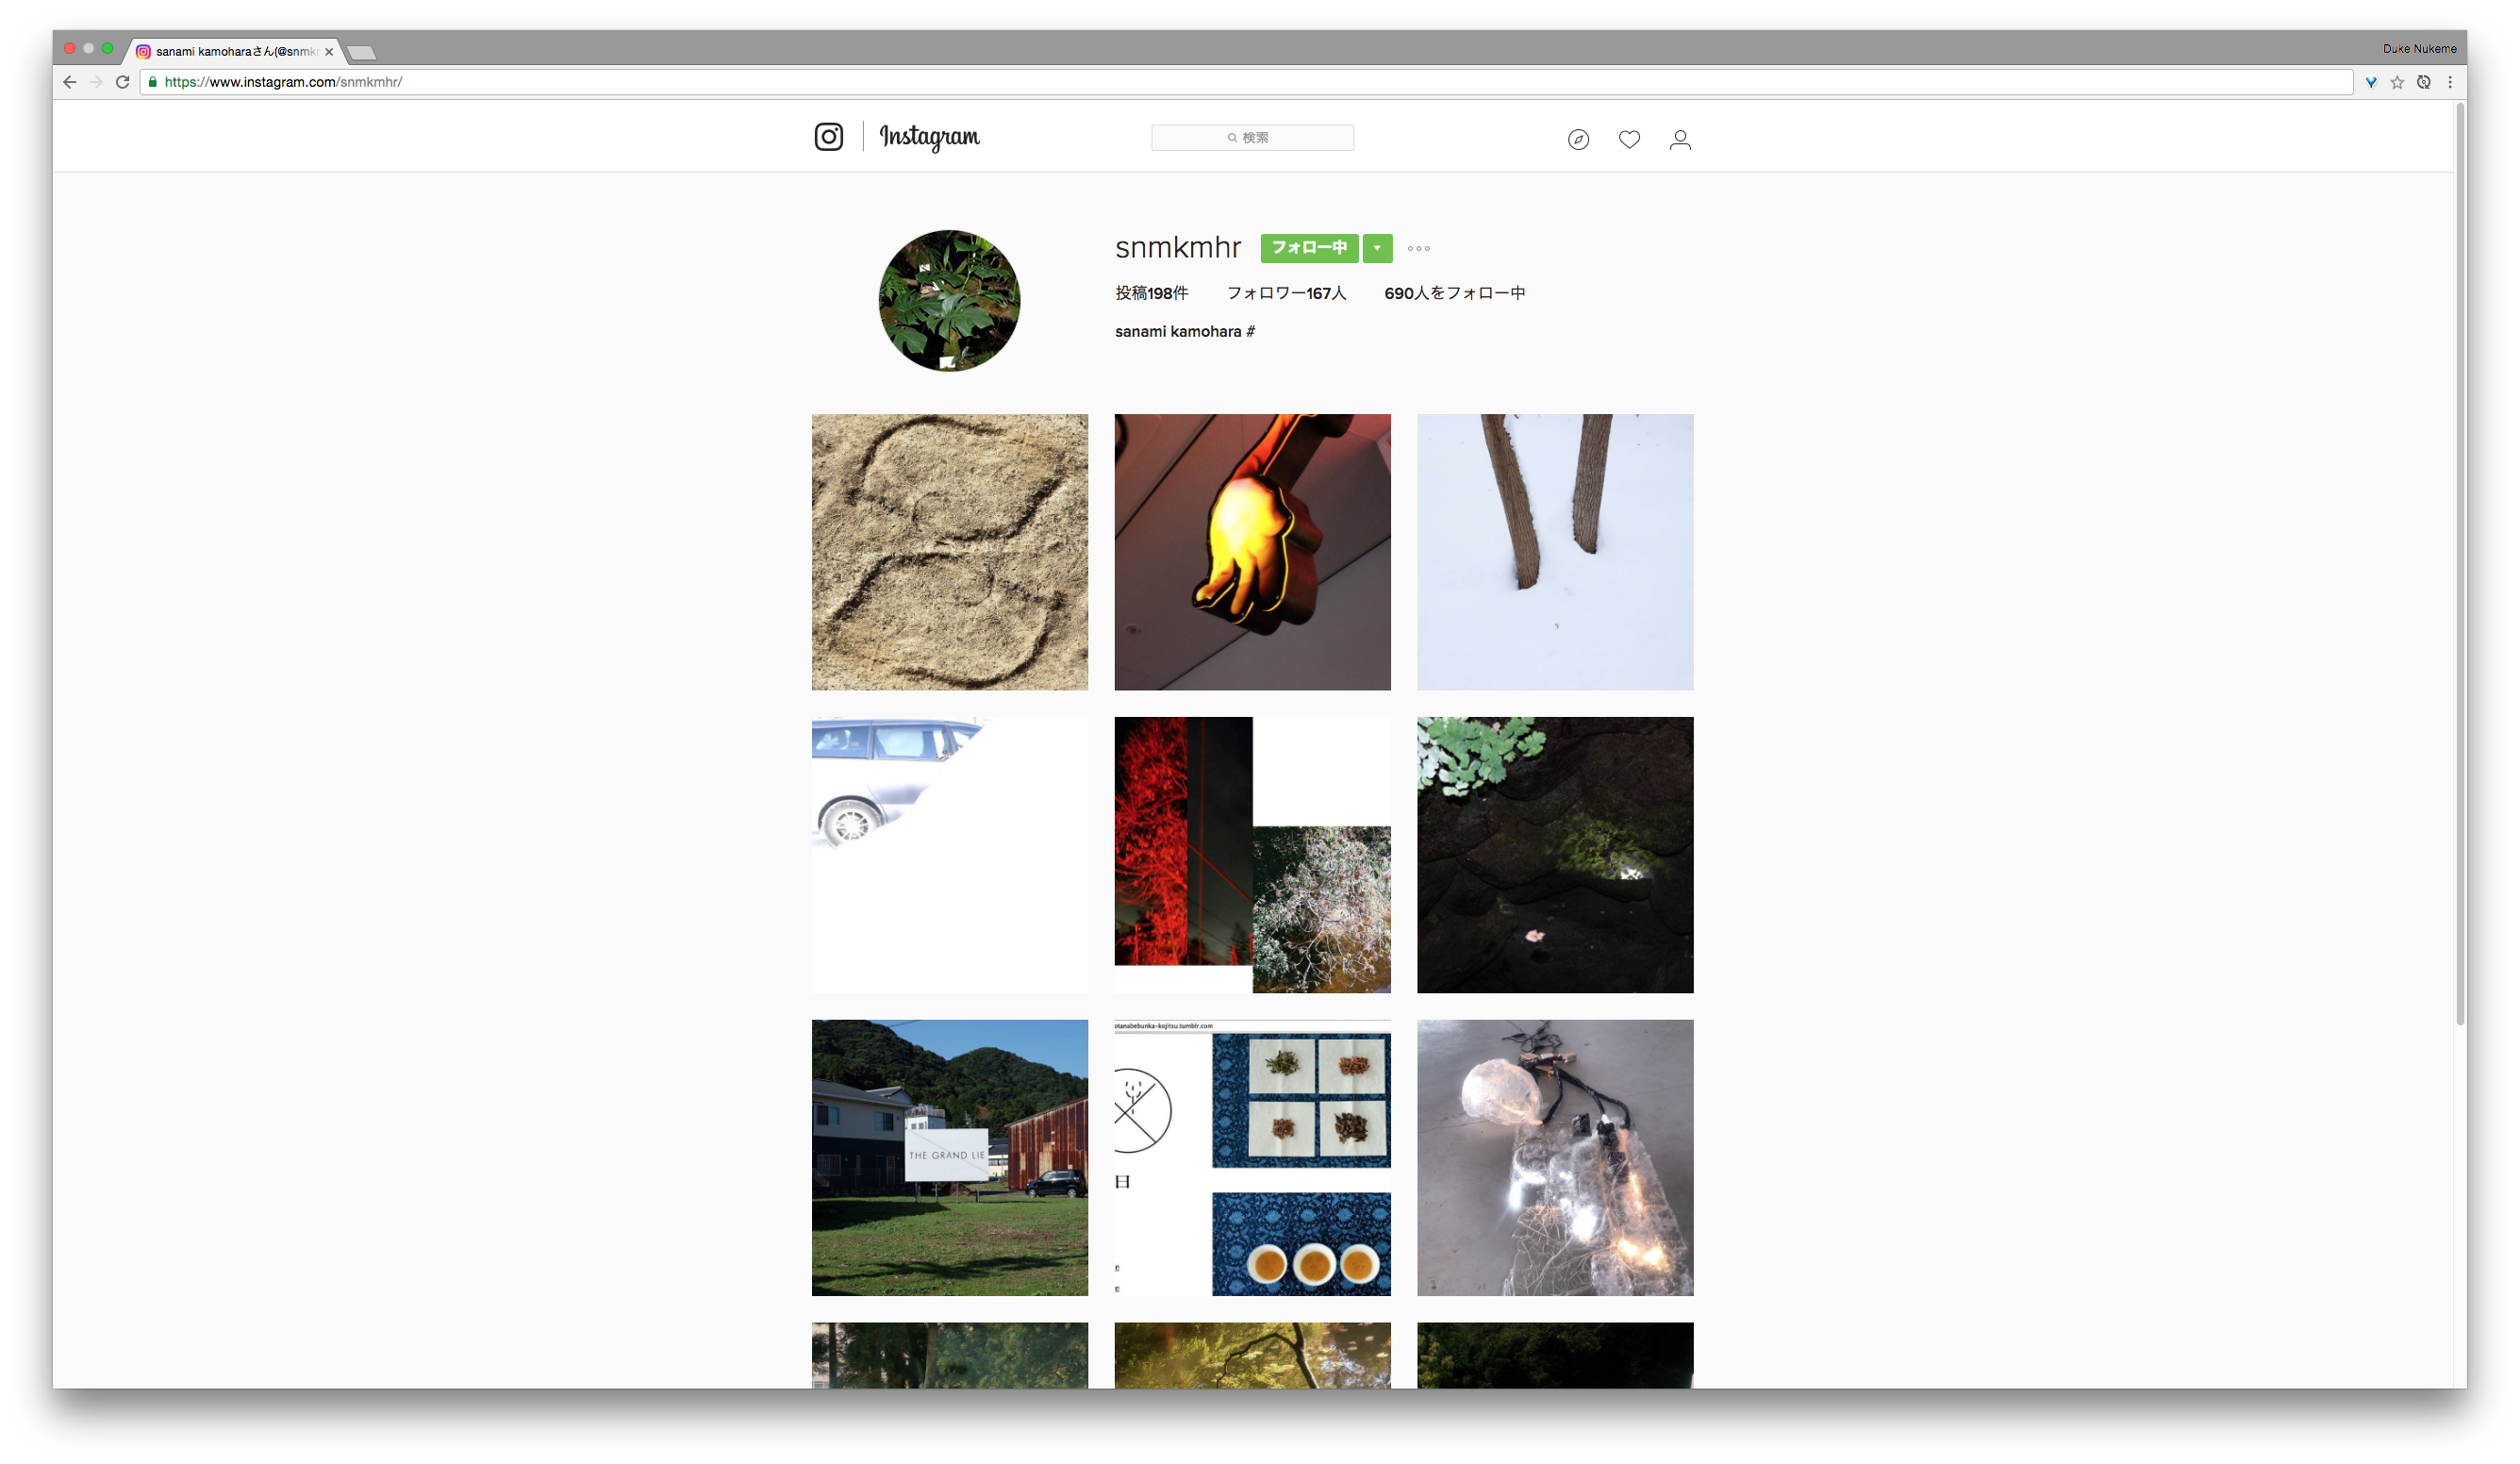 sanami kamoharaさん(@snmkr
Duke Nukeme
https://www.instagram.com/snmkmhr/
Instagram
検索
snmkmhr フォロー中
投稿198件 フォロワー167人 690人をフォロー中
sanami kamohara #
otanabebunka-kojitsu.tumblr.com
THE GRAND LIE
日